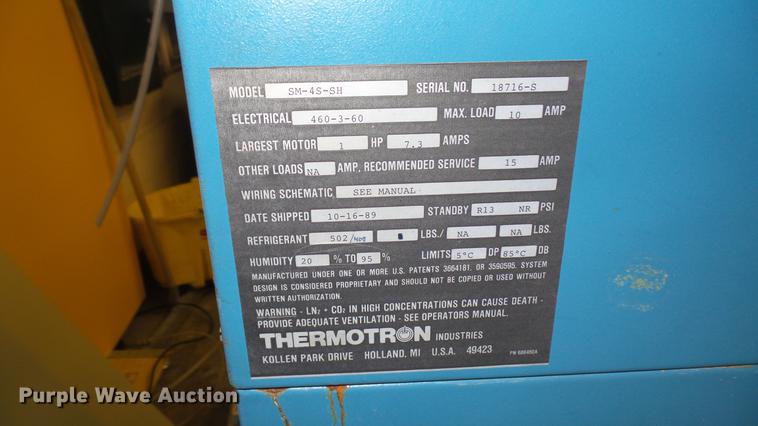 MODEL SM-4S-SH SERIAL NO. 18716-S
ELECTRICAL 460-3-60 MAX. LOAD 10 AMP
LARGEST MOTOR 1 HP 7.3 AMPS
OTHER LOADS NA AMP, RECOMMENDED SERVICE 15 AMP
WIRING SCHEMATIC SEE MANUAL
DATE SHIPPED 10-16-89 STANDBY R13 NR PSI
REFRIGERANT 502/ LBS./ NA NA LBS.
HUMIDITY 20 % TO 95 % LIMITS 5°C DP 85°C DB
MANUFACTURED UNDER ONE OR MORE U.S. PATENTS 3664181. OR 3590595. SYSTEM
DESIGN IS CONSIDERED PROPRIETARY AND SHOULD NOT BE COPIED OR USED WITHOUT
WRITTEN AUTHORIZATION.
WARNING - LN₂ + CO₂ IN HIGH CONCENTRATIONS CAN CAUSE DEATH -
PROVIDE ADEQUATE VENTILATION - SEE OPERATORS MANUAL.
THERMOTRON INDUSTRIES
KOLLEN PARK DRIVE HOLLAND, MI U.S.A. 49423
Purple Wave Auction